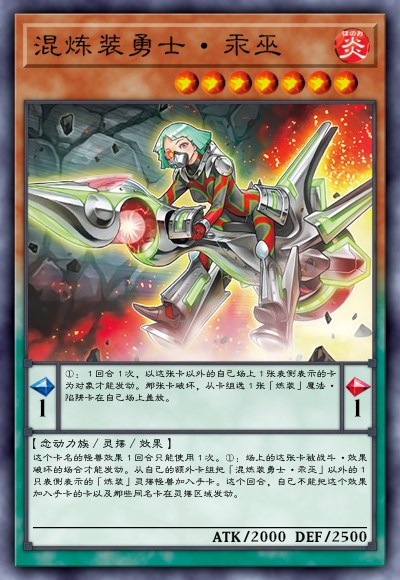 混炼装勇士·乖巫
ほのお
炎
①：1回合1次，以这张卡以外的自己场上1张表侧表示的卡
为对象才能发动。那张卡破坏，从卡组选1张「炼装」魔法·
陷阱卡在自己场上盖放。
1
1
【念动力族／灵摆／效果】
这个卡名的怪兽效果1回合只能使用1次。①：场上的这张卡被战斗·效果
破坏的场合才能发动。从自己的额外卡组把「混炼装勇士·乖巫」以外的1
只表侧表示的「炼装」灵摆怪兽加入手卡。这个回合，自己不能把这个效果
加入手卡的卡以及那些同名卡在灵摆区域发动。
ATK/2000 DEF/2500